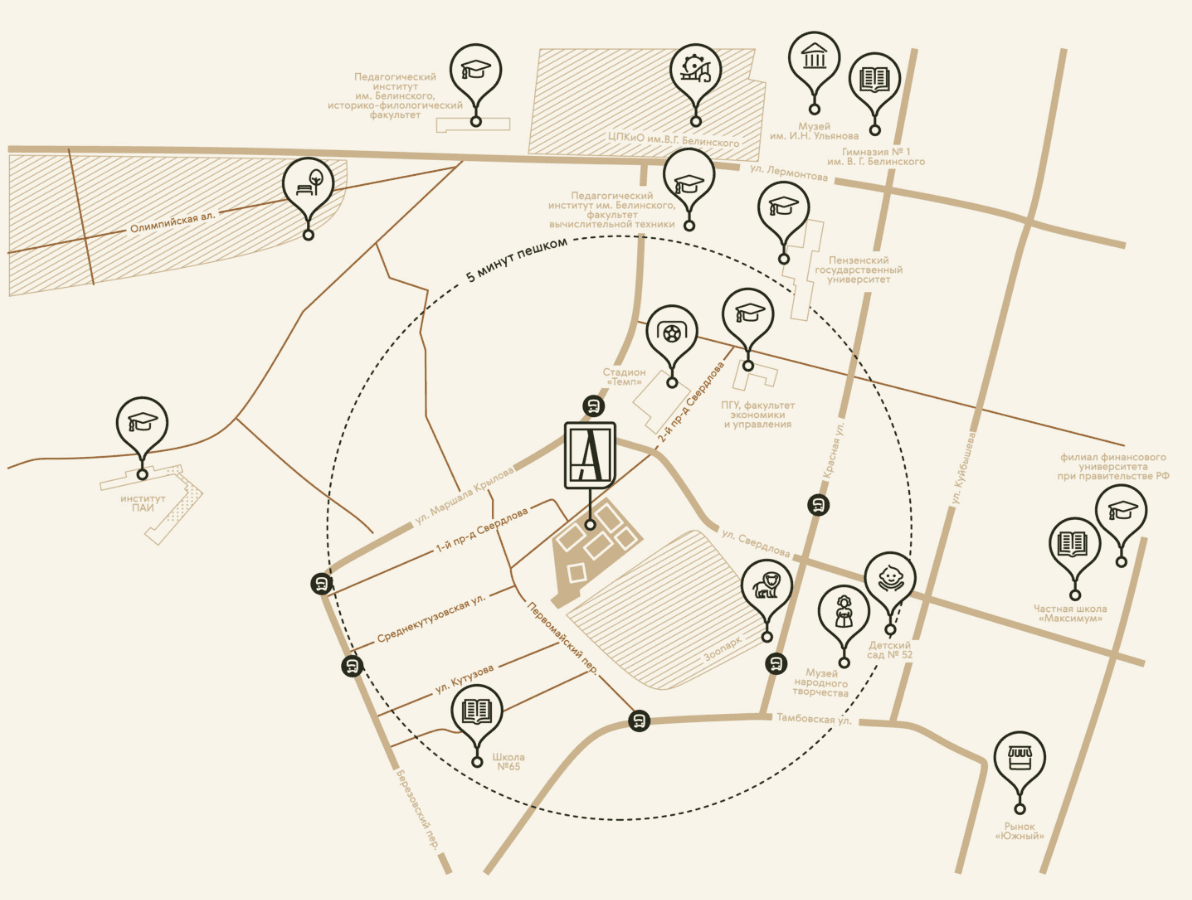 Педагогический
институт
им. Белинского,
историко-филологический
факультет
ЦПКиО им.В.Г. Белинского
Музей
им. И.Н. Ульянова
Гимназия № 1
им. В. Г. Белинского
ул. Лермонтова
Олимпийская ал.
Педагогический
институт им. Белинского,
факультет
вычислительной техники
5 минут пешком
Пензенский
государственный
университет
Стадион
«Темп»
2-й пр-д Свердлова
ПГУ, факультет
экономики
и управления
Красная ул.
ул. Куйбышева
филиал финансового
университета
при правительстве РФ
институт
ПАИ
А
ул. Маршала Крылова
1-й пр-д Свердлова
ул. Свердлова
Среднекутузовская ул.
Первомайский пер.
Частная школа
«Максимум»
Зоопарк
Детский
сад № 52
Музей
народного
творчества
ул. Кутузова
Тамбовская ул.
Школа
№65
Березовский пер.
Рынок
«Южный»